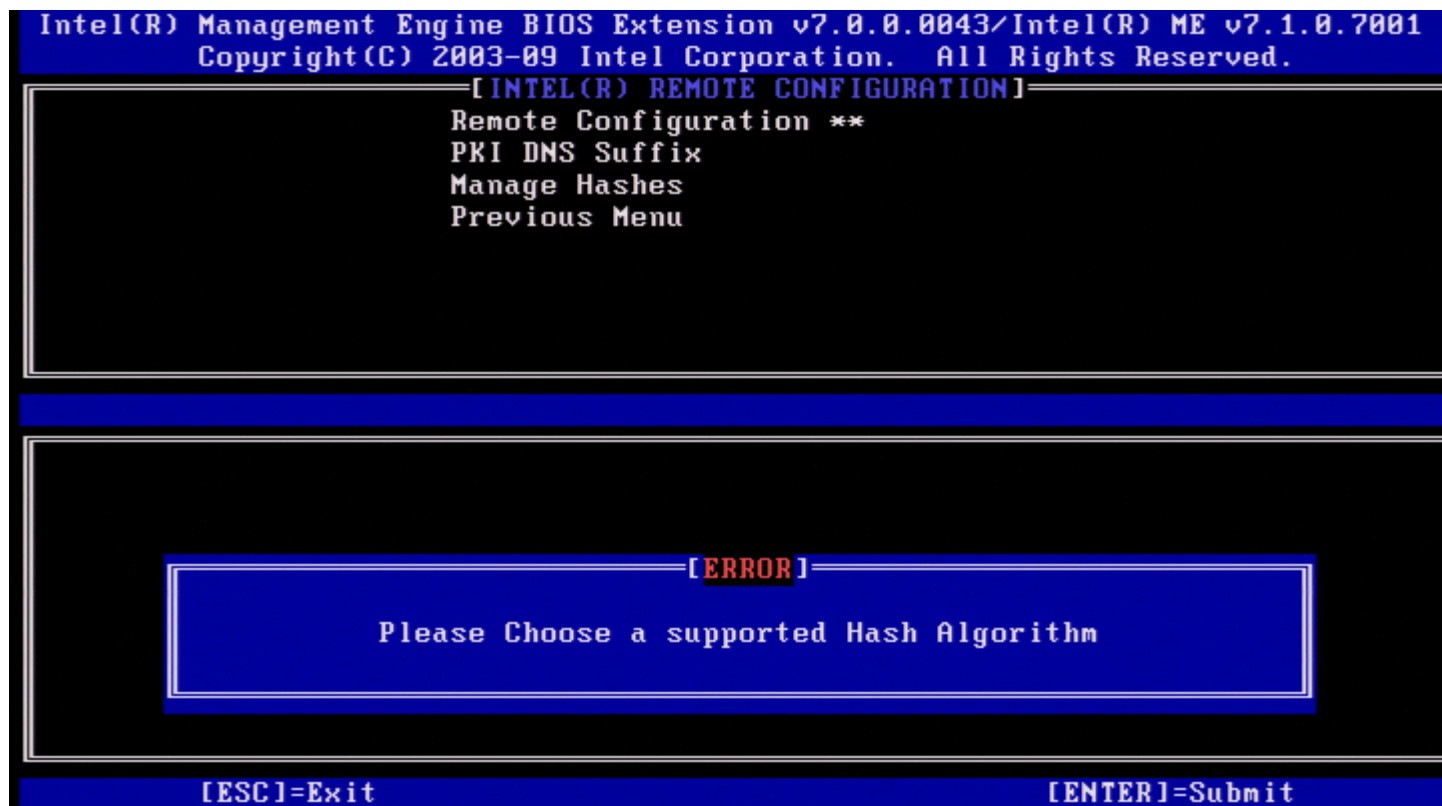 Intel(R) Management Engine BIOS Extension v7.0.0.0043/Intel(R) ME v7.1.0.7001
Copyright(C) 2003-09 Intel Corporation. All Rights Reserved.
[INTEL(R) REMOTE CONFIGURATION]
Remote Configuration **
PKI DNS Suffix
Manage Hashes
Previous Menu
[ERROR]
Please Choose a supported Hash Algorithm
[ESC]=Exit [ENTER]=Submit